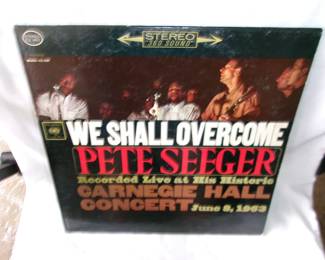 STEREO
360 SOUND
WE SHALL OVERCOME
PETE SEEGER
Recorded Live at His Historic
CARNEGIE HALL
CONCERT June 8, 1963